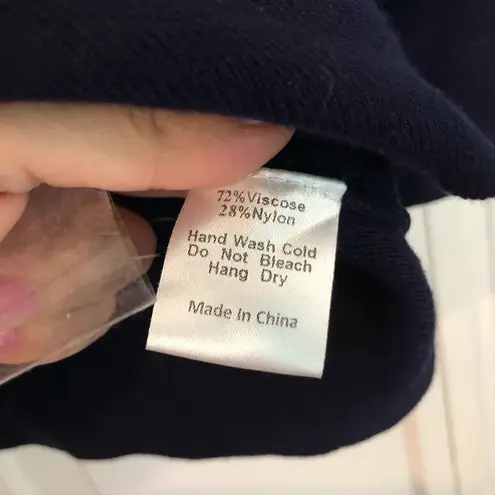 72%Viscose
28%Nylon
Hand Wash Cold
Do Not Bleach
Hang Dry
Made In China